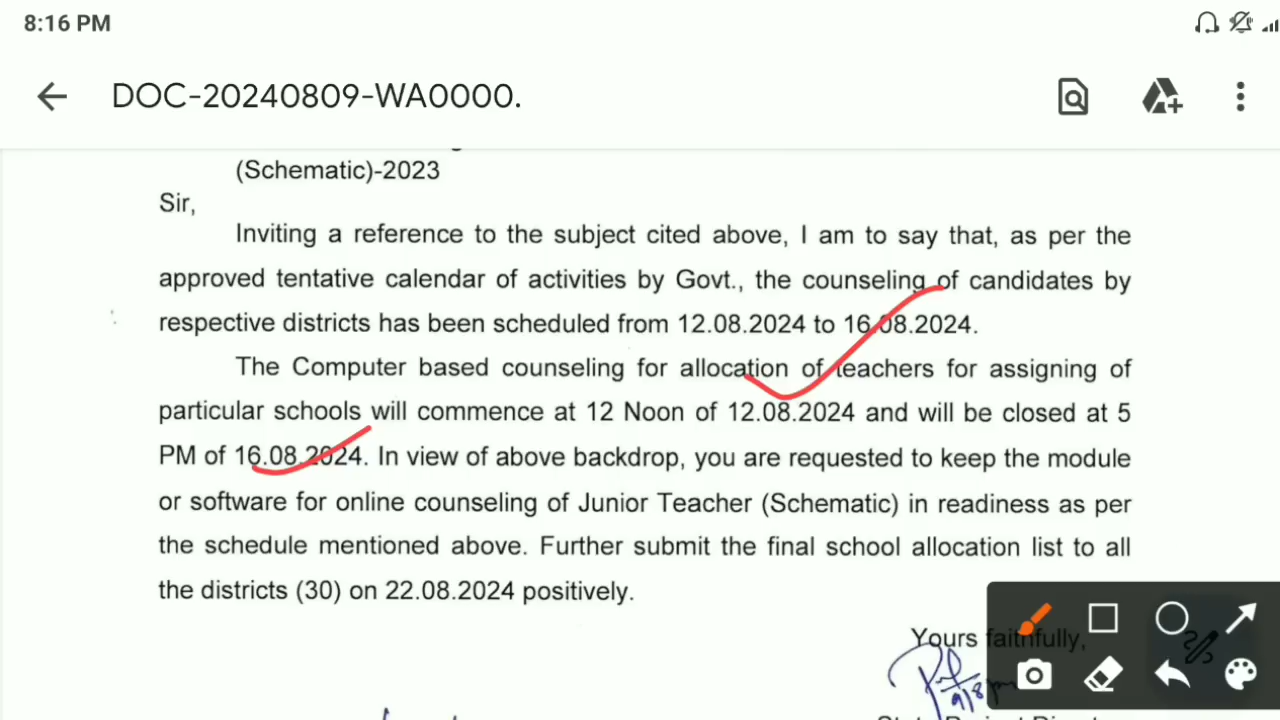 8:16 PM
DOC-20240809-WA0000.
(Schematic)-2023
Sir,
Inviting a reference to the subject cited above, I am to say that, as per the
approved tentative calendar of activities by Govt., the counseling of candidates by
respective districts has been scheduled from 12.08.2024 to 16.08.2024.
The Computer based counseling for allocation of teachers for assigning of
particular schools will commence at 12 Noon of 12.08.2024 and will be closed at 5
PM of 16.08.2024. In view of above backdrop, you are requested to keep the module
or software for online counseling of Junior Teacher (Schematic) in readiness as per
the schedule mentioned above. Further submit the final school allocation list to all
the districts (30) on 22.08.2024 positively.
Yours faithfully,